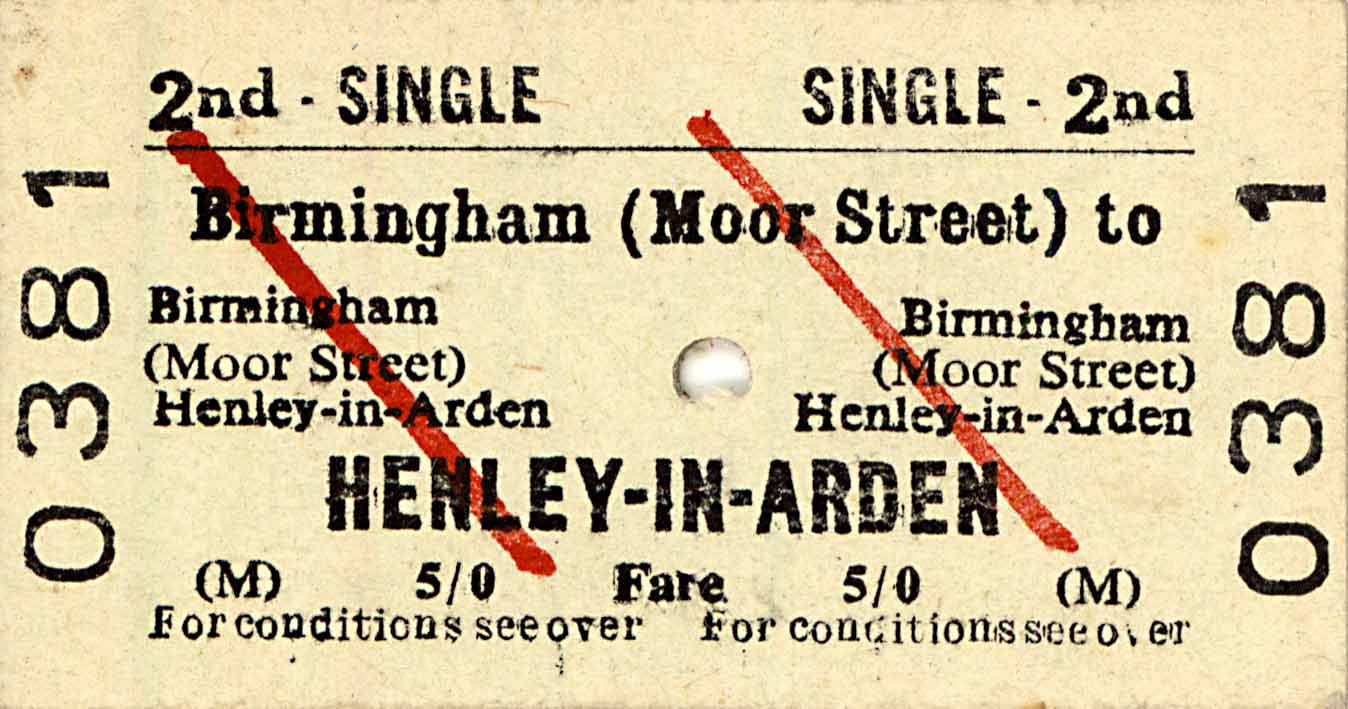 2nd - SINGLE SINGLE - 2nd
Birmingham (Moor Street) to
Birmingham Birmingham
(Moor Street) (Moor Street)
Henley-in-Arden Henley-in-Arden
HENLEY-IN-ARDEN
(M) 5/0 Fare 5/0 (M)
For conditions see over For conditions see over
0381
0381